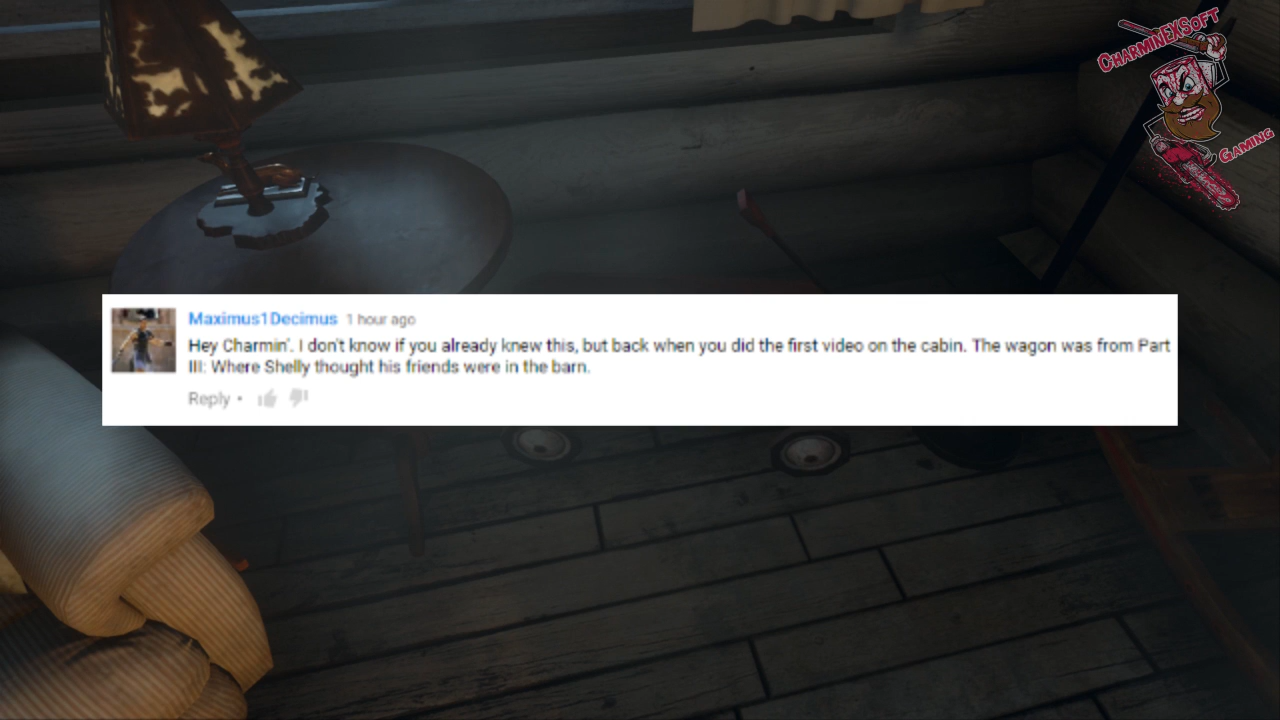 CHARMINEXSOFT
GAMING
Maximus1Decimus 1 hour ago
Hey Charmin'. I don't know if you already knew this, but back when you did the first video on the cabin. The wagon was from Part
III: Where Shelly thought his friends were in the barn.
Reply •